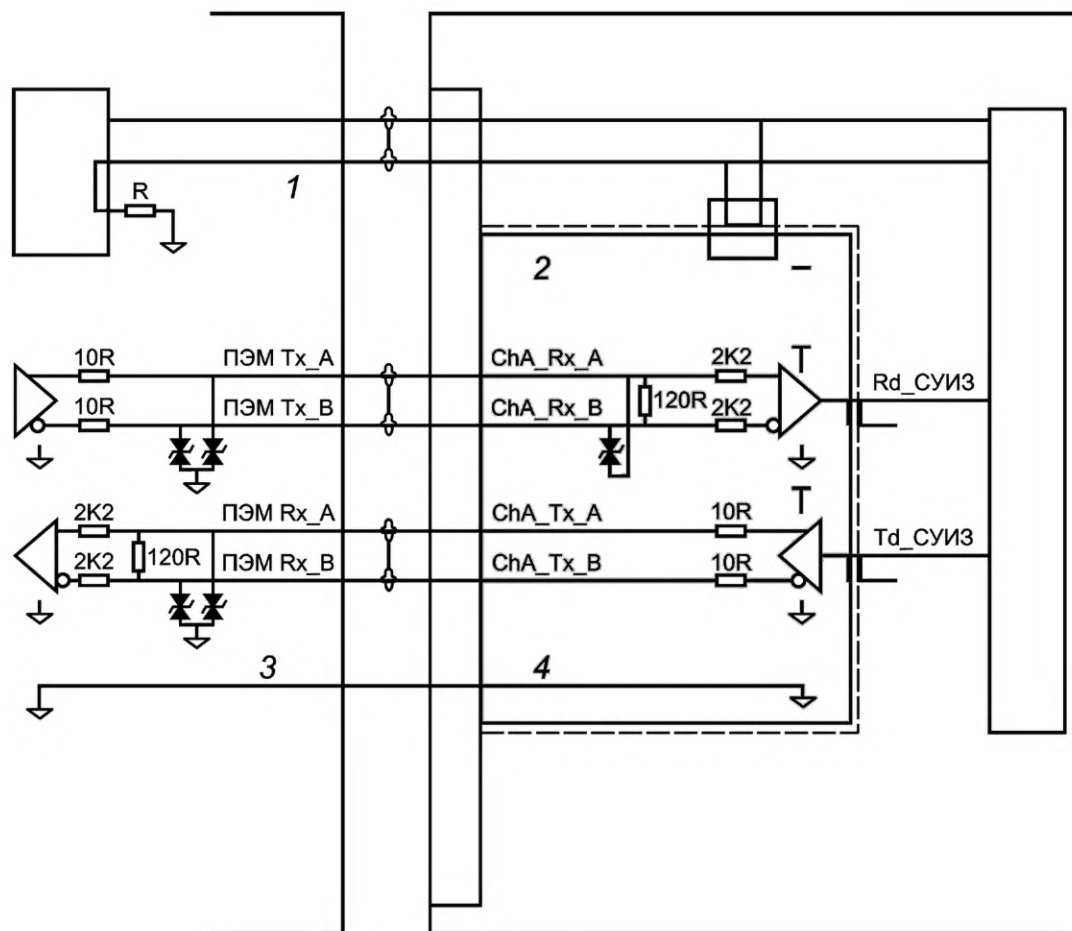 1
R
2
10R
ПЭМ Tx_A
ChA_Rx_A
2K2
10R
ПЭМ Tx_B
ChA_Rx_B
120R
2K2
Rd_СУИЗ
2K2
ПЭМ Rx_A
ChA_Tx_A
10R
2K2
120R
ПЭМ Rx_B
ChA_Tx_B
10R
Td_СУИЗ
3
4